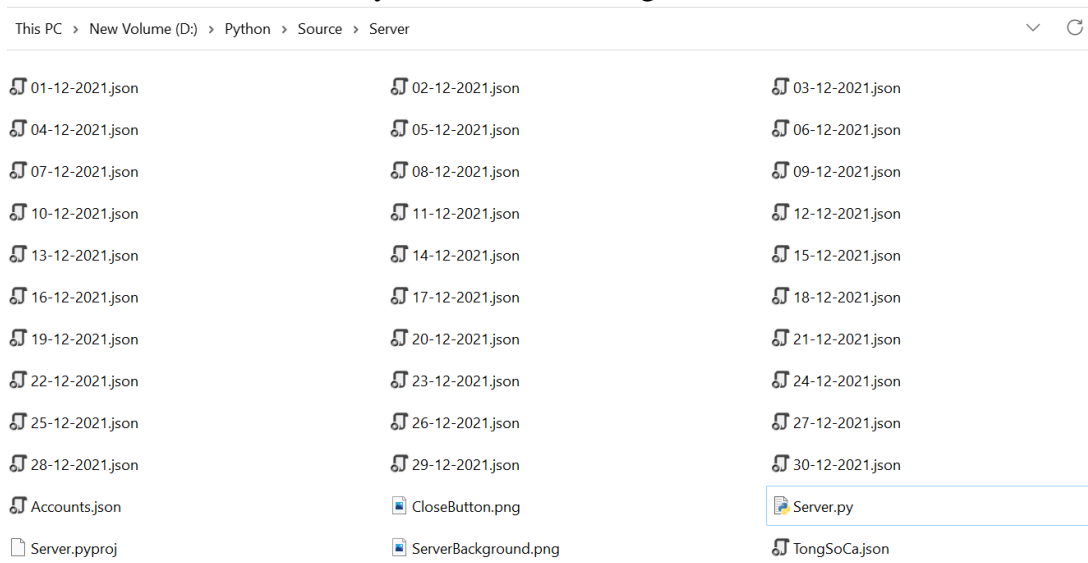 This PC > New Volume (D:) > Python > Source > Server
01-12-2021.json 02-12-2021.json 03-12-2021.json
04-12-2021.json 05-12-2021.json 06-12-2021.json
07-12-2021.json 08-12-2021.json 09-12-2021.json
10-12-2021.json 11-12-2021.json 12-12-2021.json
13-12-2021.json 14-12-2021.json 15-12-2021.json
16-12-2021.json 17-12-2021.json 18-12-2021.json
19-12-2021.json 20-12-2021.json 21-12-2021.json
22-12-2021.json 23-12-2021.json 24-12-2021.json
25-12-2021.json 26-12-2021.json 27-12-2021.json
28-12-2021.json 29-12-2021.json 30-12-2021.json
Accounts.json CloseButton.png Server.py
Server.pyproj ServerBackground.png TongSoCa.json